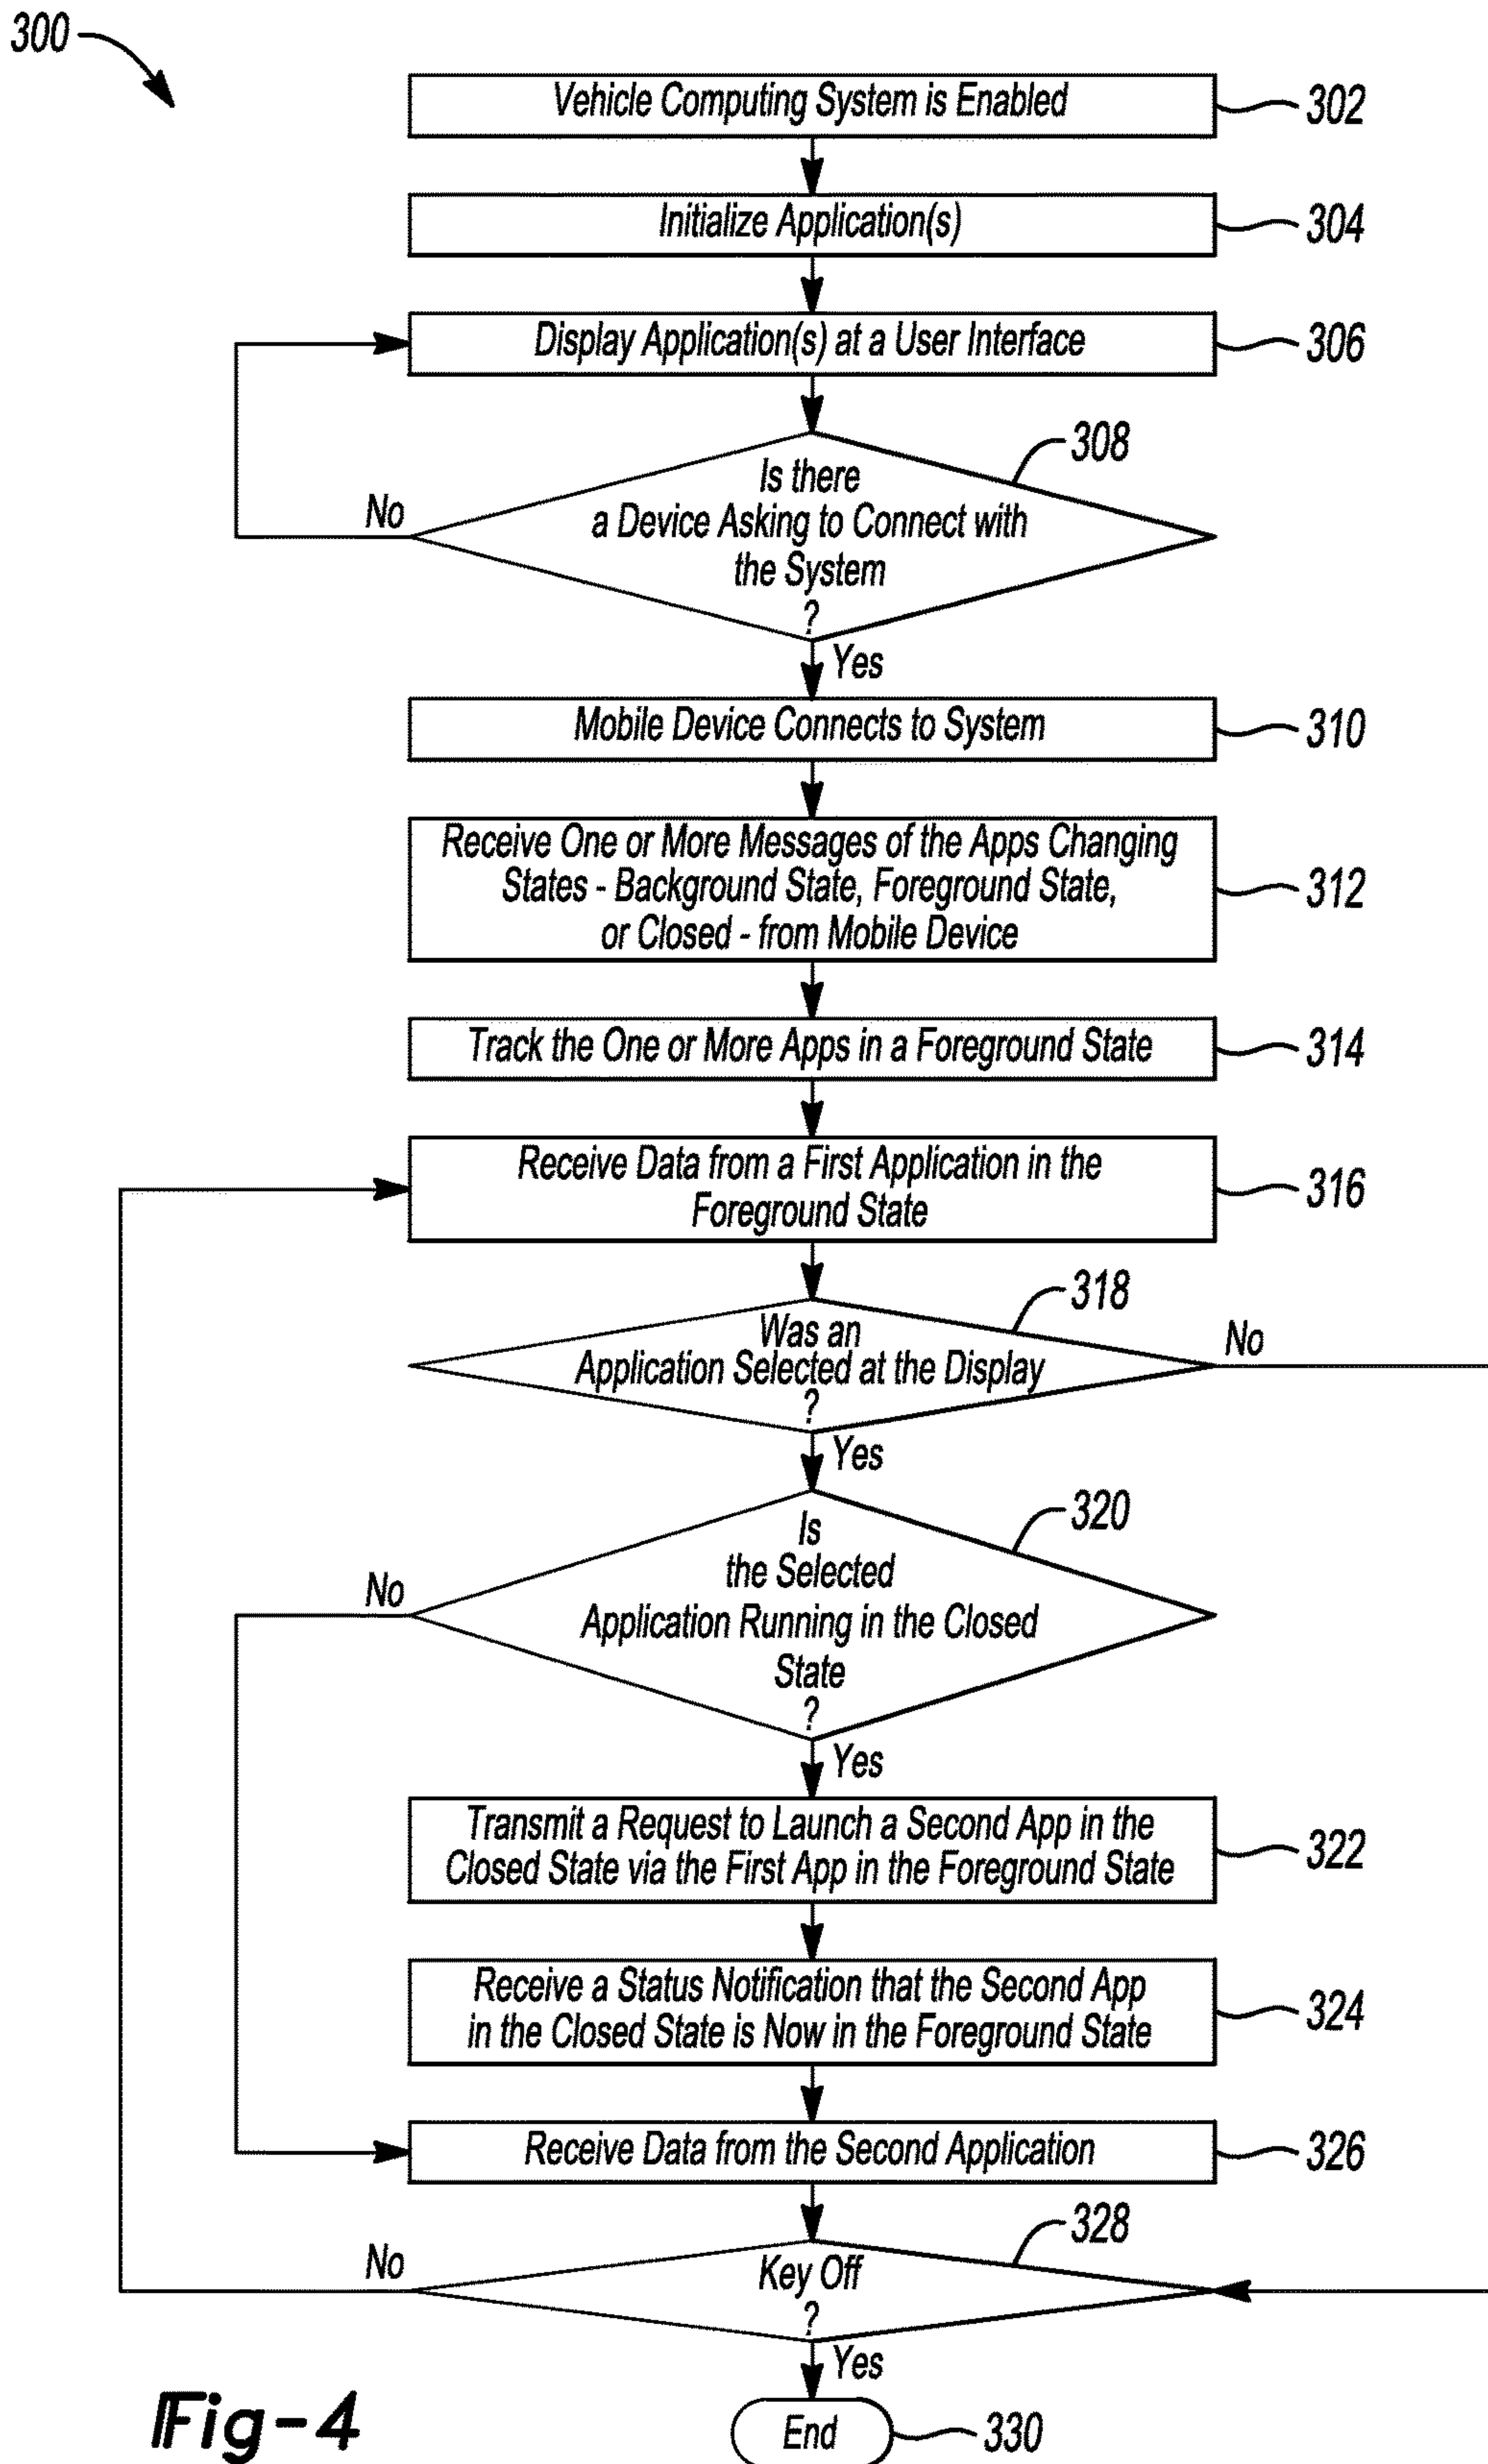 300
Vehicle Computing System is Enabled
302
Initialize Application(s)
304
Display Application(s) at a User Interface
306
308
Is there
a Device Asking to Connect with
the System
?
No
Yes
Mobile Device Connects to System
310
Receive One or More Messages of the Apps Changing
States - Background State, Foreground State,
or Closed - from Mobile Device
312
Track the One or More Apps in a Foreground State
314
Receive Data from a First Application in the
Foreground State
316
318
Was an
Application Selected at the Display
?
No
Yes
320
Is
the Selected
Application Running in the Closed
State
?
No
Yes
Transmit a Request to Launch a Second App in the
Closed State via the First App in the Foreground State
322
Receive a Status Notification that the Second App
in the Closed State is Now in the Foreground State
324
Receive Data from the Second Application
326
328
Key Off
?
No
Yes
End
330
Fig-4